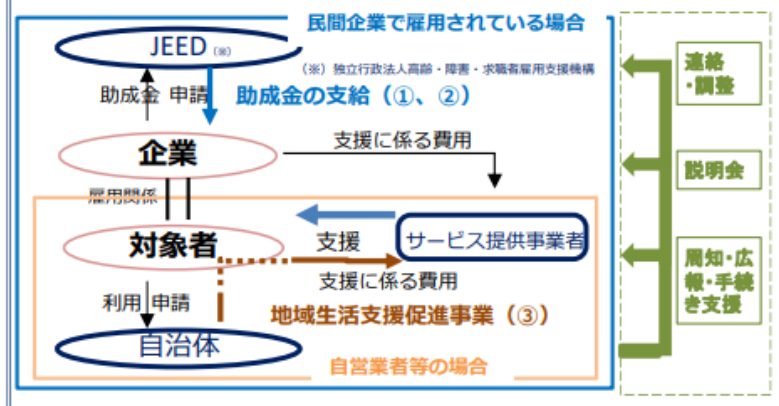 民間企業で雇用されている場合
JEED（※）
（※）独立行政法人高齢・障害・求職者雇用支援機構
助成金 申請
助成金の支給（①、②）
企業
支援に係る費用
雇用関係
対象者
支援
サービス提供事業者
支援に係る費用
利用 申請
地域生活支援促進事業（③）
自治体
自営業者等の場合
連絡
・調整
説明会
周知・広
報・手続
き支援